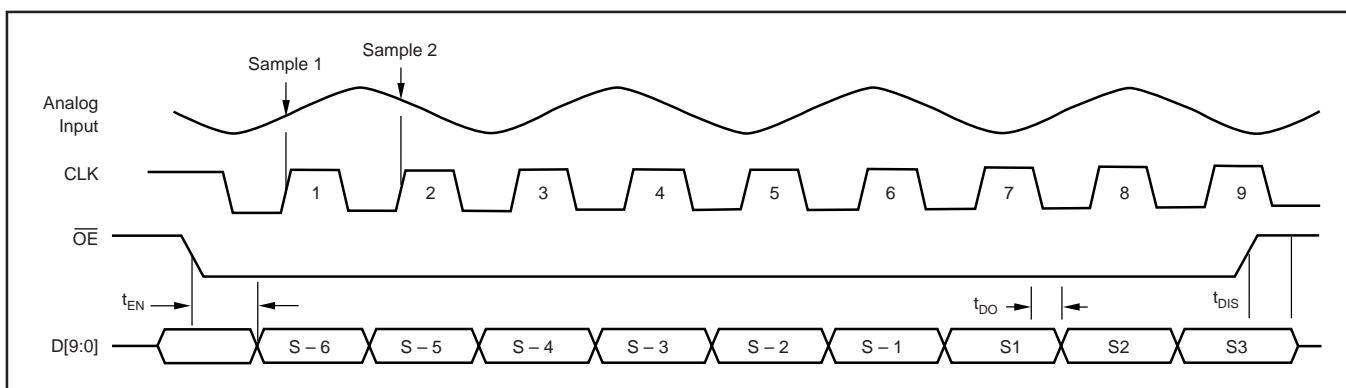 Sample 1
Sample 2
Analog
Input
CLK
1 2 3 4 5 6 7 8 9
OE
tEN
tDO
tDIS
D[9:0]
S – 6 S – 5 S – 4 S – 3 S – 2 S – 1 S1 S2 S3